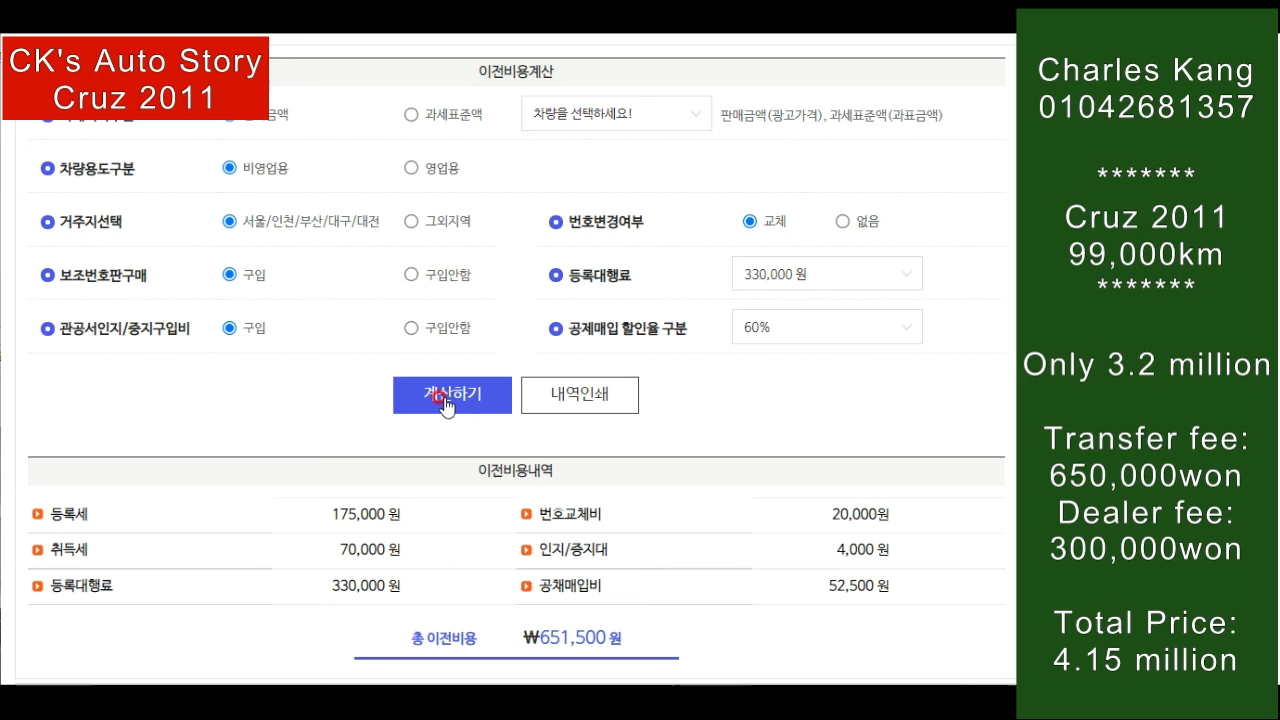 CK's Auto Story
Cruz 2011
이전비용계산
과세표준액 차량을 선택하세요! 판매금액(광고가격), 과세표준액(과표금액)
차량용도구분 비영업용 영업용
거주지선택 서울/인천/부산/대구/대전 그외지역 번호변경여부 교체 없음
보조번호판구매 구입 구입안함 등록대행료 330,000 원
관공서인지/중지구입비 구입 구입안함 공제매입 할인율 구분 60%
계산하기 내역인쇄
이전비용내역
등록세 175,000 원 번호교체비 20,000원
취득세 70,000 원 인지/증지대 4,000 원
등록대행료 330,000 원 공채매입비 52,500 원
총 이전비용 ₩651,500 원
Charles Kang
01042681357
*******
Cruz 2011
99,000km
*******
Only 3.2 million
Transfer fee:
650,000won
Dealer fee:
300,000won
Total Price:
4.15 million